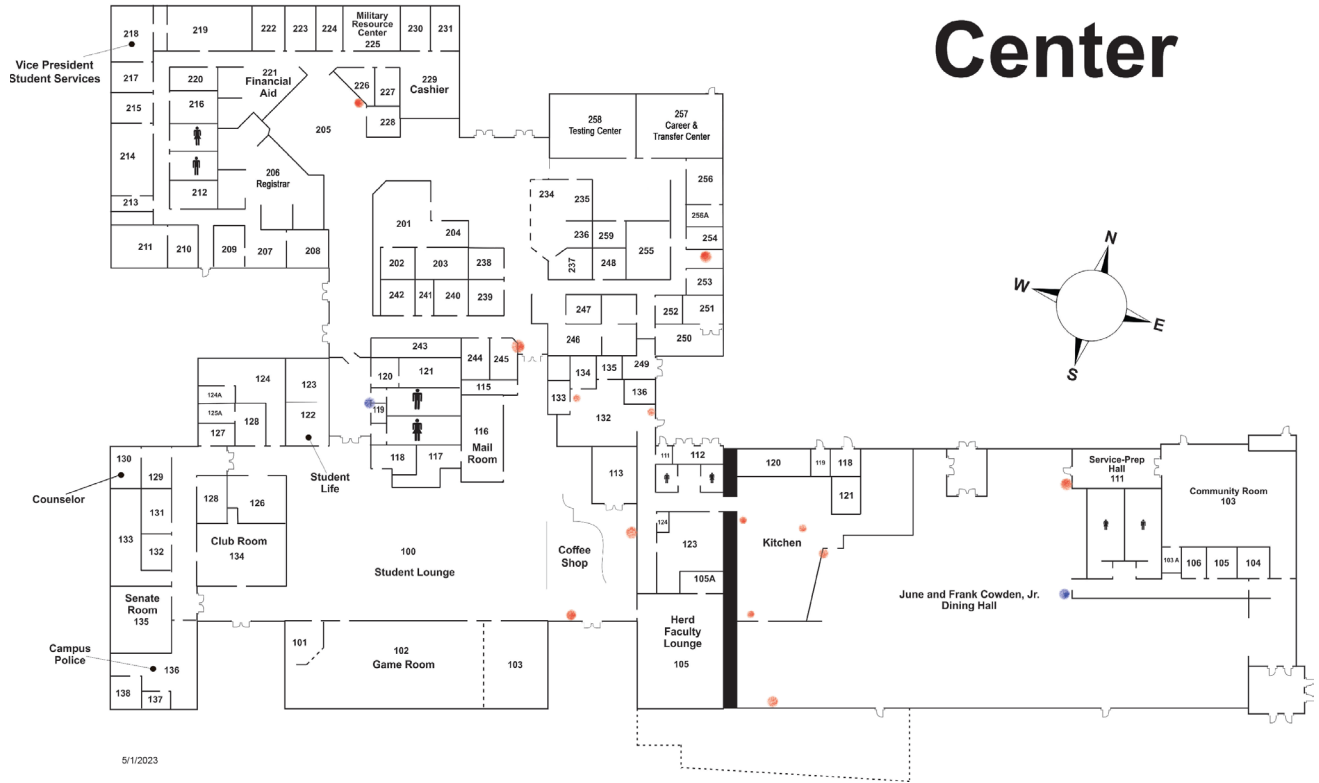 Center
218
219
222
223
224
Military
Resource
Center
225
230
231
Vice President
Student Services
217
220
221
Financial
Aid
226
227
229
Cashier
215
216
228
205
258
Testing Center
257
Career &
Transfer Center
214
206
Registrar
212
213
256
234
235
201
256A
204
236
259
254
211
210
209
207
208
202
203
238
237
248
255
253
242
241
240
239
247
252
251
246
250
243
244
245
124
123
120
121
134
135
249
115
136
124A
119
133
132
125A
128
122
127
116
Mail
Room
118
117
130
129
Student
Life
113
111
112
Counselor
128
126
131
133
132
Club Room
134
100
Student Lounge
Coffee
Shop
124
123
105A
Senate
Room
135
Campus
Police
136
138
137
101
102
Game Room
103
Herd
Faculty
Lounge
105
120
119
118
121
Kitchen
Service-Prep
Hall
111
Community Room
103
103 A
106
105
104
June and Frank Cowden, Jr.
Dining Hall
N
W
E
S
5/1/2023